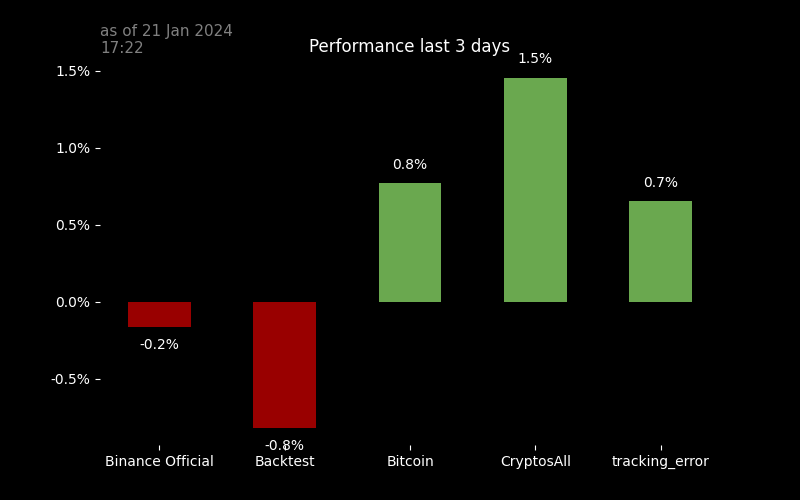 as of 21 Jan 2024
17:22
Performance last 3 days
1.5%
1.5%
1.0%
0.8%
0.7%
0.5%
0.0%
-0.2%
-0.5%
-0.8%
Binance Official
Backtest
Bitcoin
CryptosAll
tracking_error